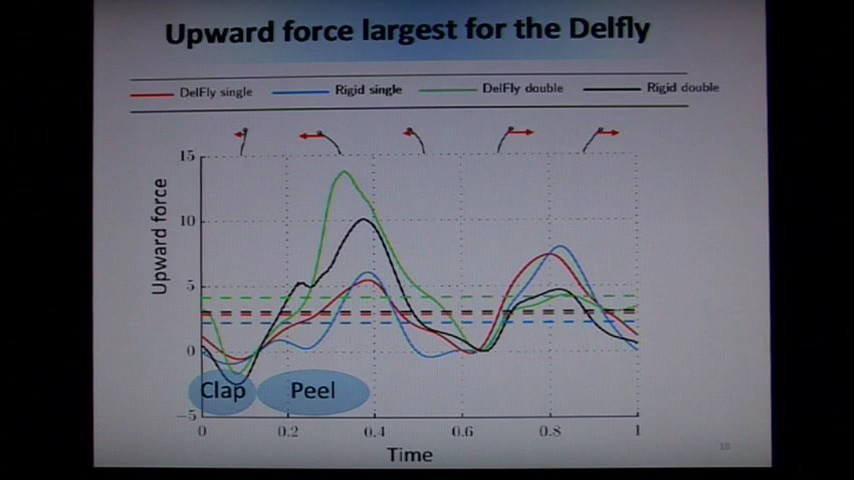 Upward force largest for the Delfly
DelFly single Rigid single DelFly double Rigid double
15
10
5
0
−5
Upward force
Clap Peel
0 0.2 0.4 0.6 0.8 1
Time
18